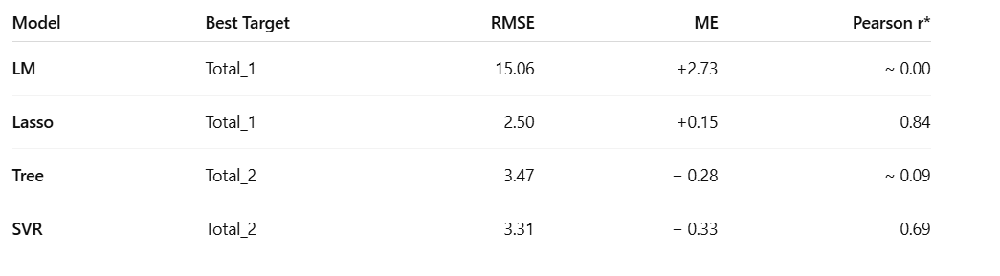 Model Best Target RMSE ME Pearson r*
LM Total_1 15.06 +2.73 ~ 0.00
Lasso Total_1 2.50 +0.15 0.84
Tree Total_2 3.47 − 0.28 ~ 0.09
SVR Total_2 3.31 − 0.33 0.69